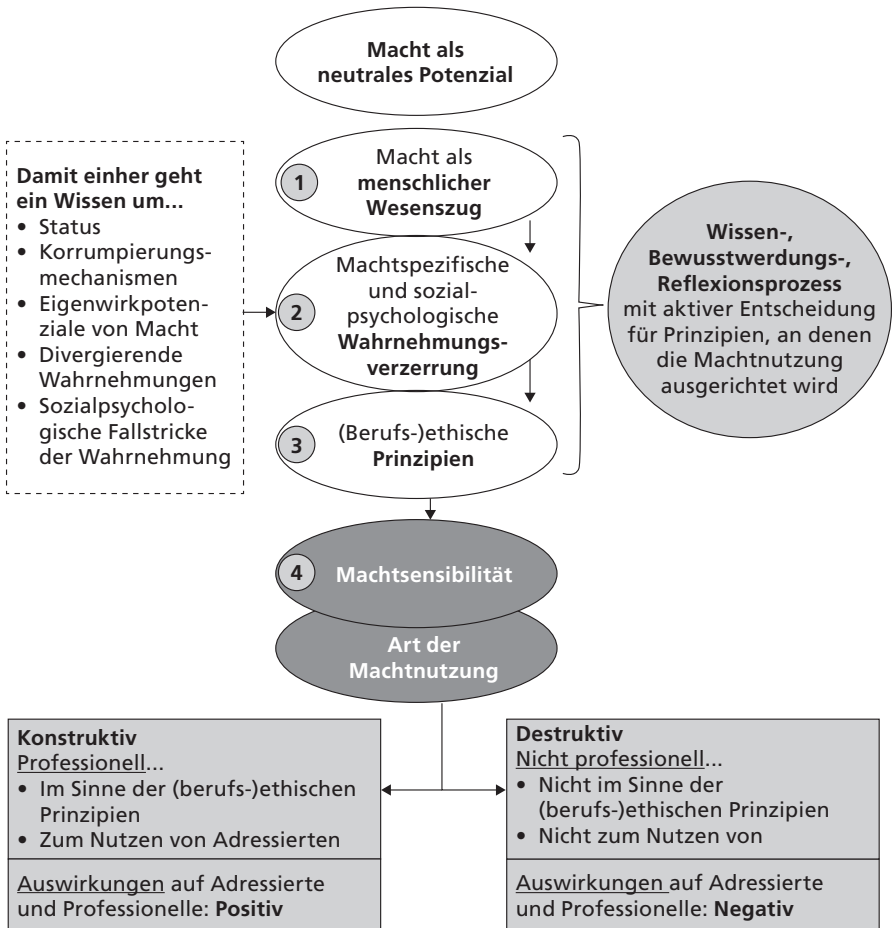 Macht als
neutrales Potenzial
Damit einher geht
ein Wissen um...
• Status
• Korrumpierungs-
mechanismen
• Eigenwirkpoten-
ziale von Macht
• Divergierende
Wahrnehmungen
• Sozialpsycholo-
gische Fallstricke
der Wahrnehmung
1
Macht als
menschlicher
Wesenszug
2
Machtspezifische
und sozial-
psychologische
Wahrnehmungs-
verzerrung
3
(Berufs-)ethische
Prinzipien
Wissen-,
Bewusstwerdungs-,
Reflexionsprozess
mit aktiver Entscheidung
für Prinzipien, an denen
die Machtnutzung
ausgerichtet wird
4
Machtsensibilität
Art der
Machtnutzung
Konstruktiv
Professionell...
• Im Sinne der (berufs-)ethischen
Prinzipien
• Zum Nutzen von Adressierten
Auswirkungen auf Adressierte
und Professionelle: Positiv
Destruktiv
Nicht professionell...
• Nicht im Sinne der
(berufs-)ethischen Prinzipien
• Nicht zum Nutzen von
Auswirkungen auf Adressierte
und Professionelle: Negativ